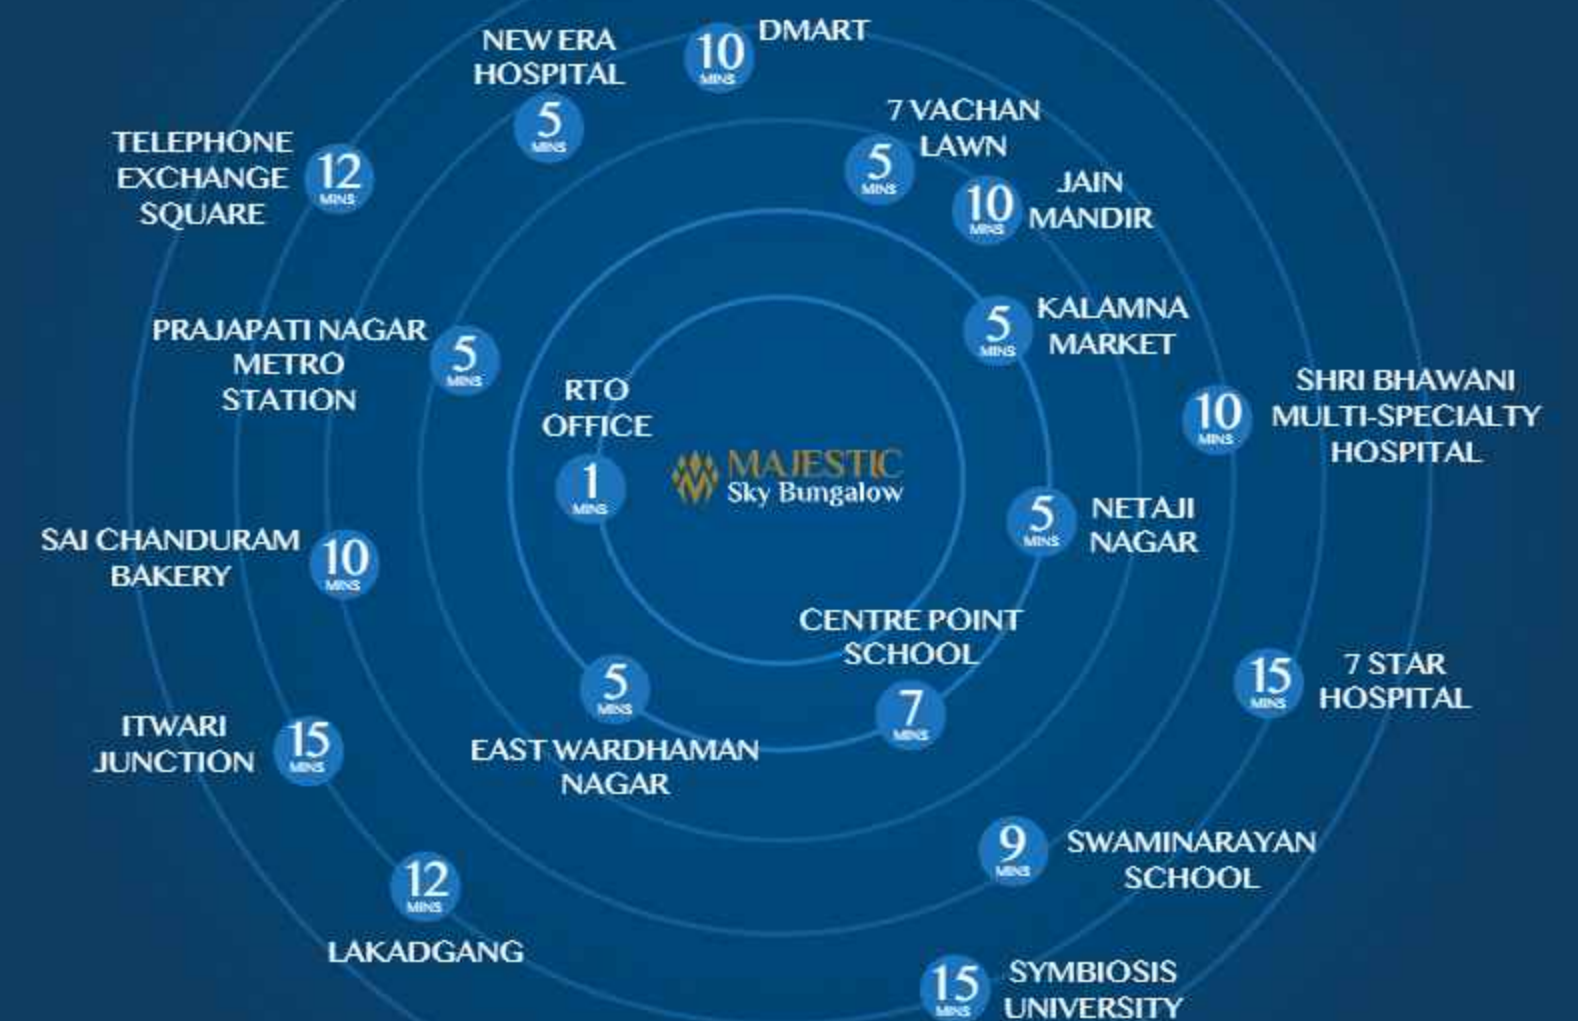 DMART
10
MINS
NEW ERA
HOSPITAL
5
MINS
7 VACHAN
LAWN
5
MINS
TELEPHONE
EXCHANGE
SQUARE
12
MINS
JAIN
MANDIR
10
MINS
KALAMNA
MARKET
5
MINS
PRAJAPATI NAGAR
METRO
STATION
5
MINS
RTO
OFFICE
1
MINS
MAJESTIC
Sky Bungalow
SHRI BHAWANI
MULTI-SPECIALTY
HOSPITAL
10
MINS
NETAJI
NAGAR
5
MINS
SAI CHANDURAM
BAKERY
10
MINS
CENTRE POINT
SCHOOL
7
MINS
5
MINS
EAST WARDHAMAN
NAGAR
7 STAR
HOSPITAL
15
MINS
ITWARI
JUNCTION
15
MINS
9
MINS
SWAMINARAYAN
SCHOOL
12
MINS
LAKADGANG
15
MINS
SYMBIOSIS
UNIVERSITY